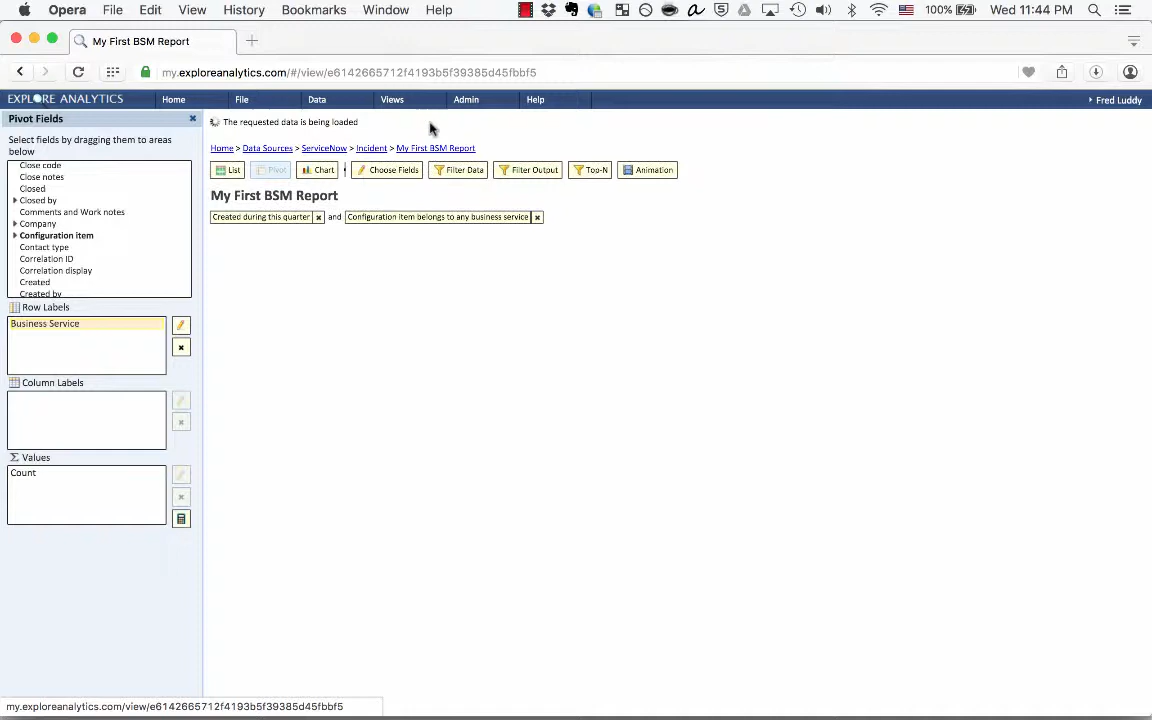 Opera File Edit View History Bookmarks Window Help 100% Wed 11:44 PM
My First BSM Report
my.exploreanalytics.com/#/view/e6142665712f4193b5f39385d45fbbf5
EXPLORE ANALYTICS Home File Data Views Admin Help Fred Luddy
Pivot Fields
Select fields by dragging them to areas
below
Close code
Close notes
Closed
Closed by
Comments and Work notes
Company
Configuration item
Contact type
Correlation ID
Correlation display
Created
Created by
Row Labels
Business Service
Column Labels
Σ Values
Count
The requested data is being loaded
Home > Data Sources > ServiceNow > Incident > My First BSM Report
List Pivot Chart Choose Fields Filter Data Filter Output Top-N Animation
My First BSM Report
Created during this quarter and Configuration item belongs to any business service
my.exploreanalytics.com/view/e6142665712f4193b5f39385d45fbbf5